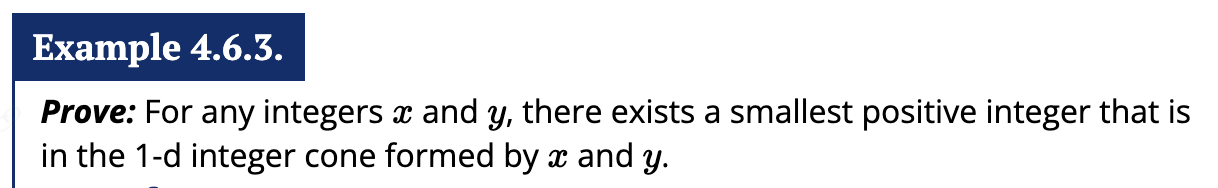 Example 4.6.3.
Prove: For any integers x and y, there exists a smallest positive integer that is
in the 1-d integer cone formed by x and y.